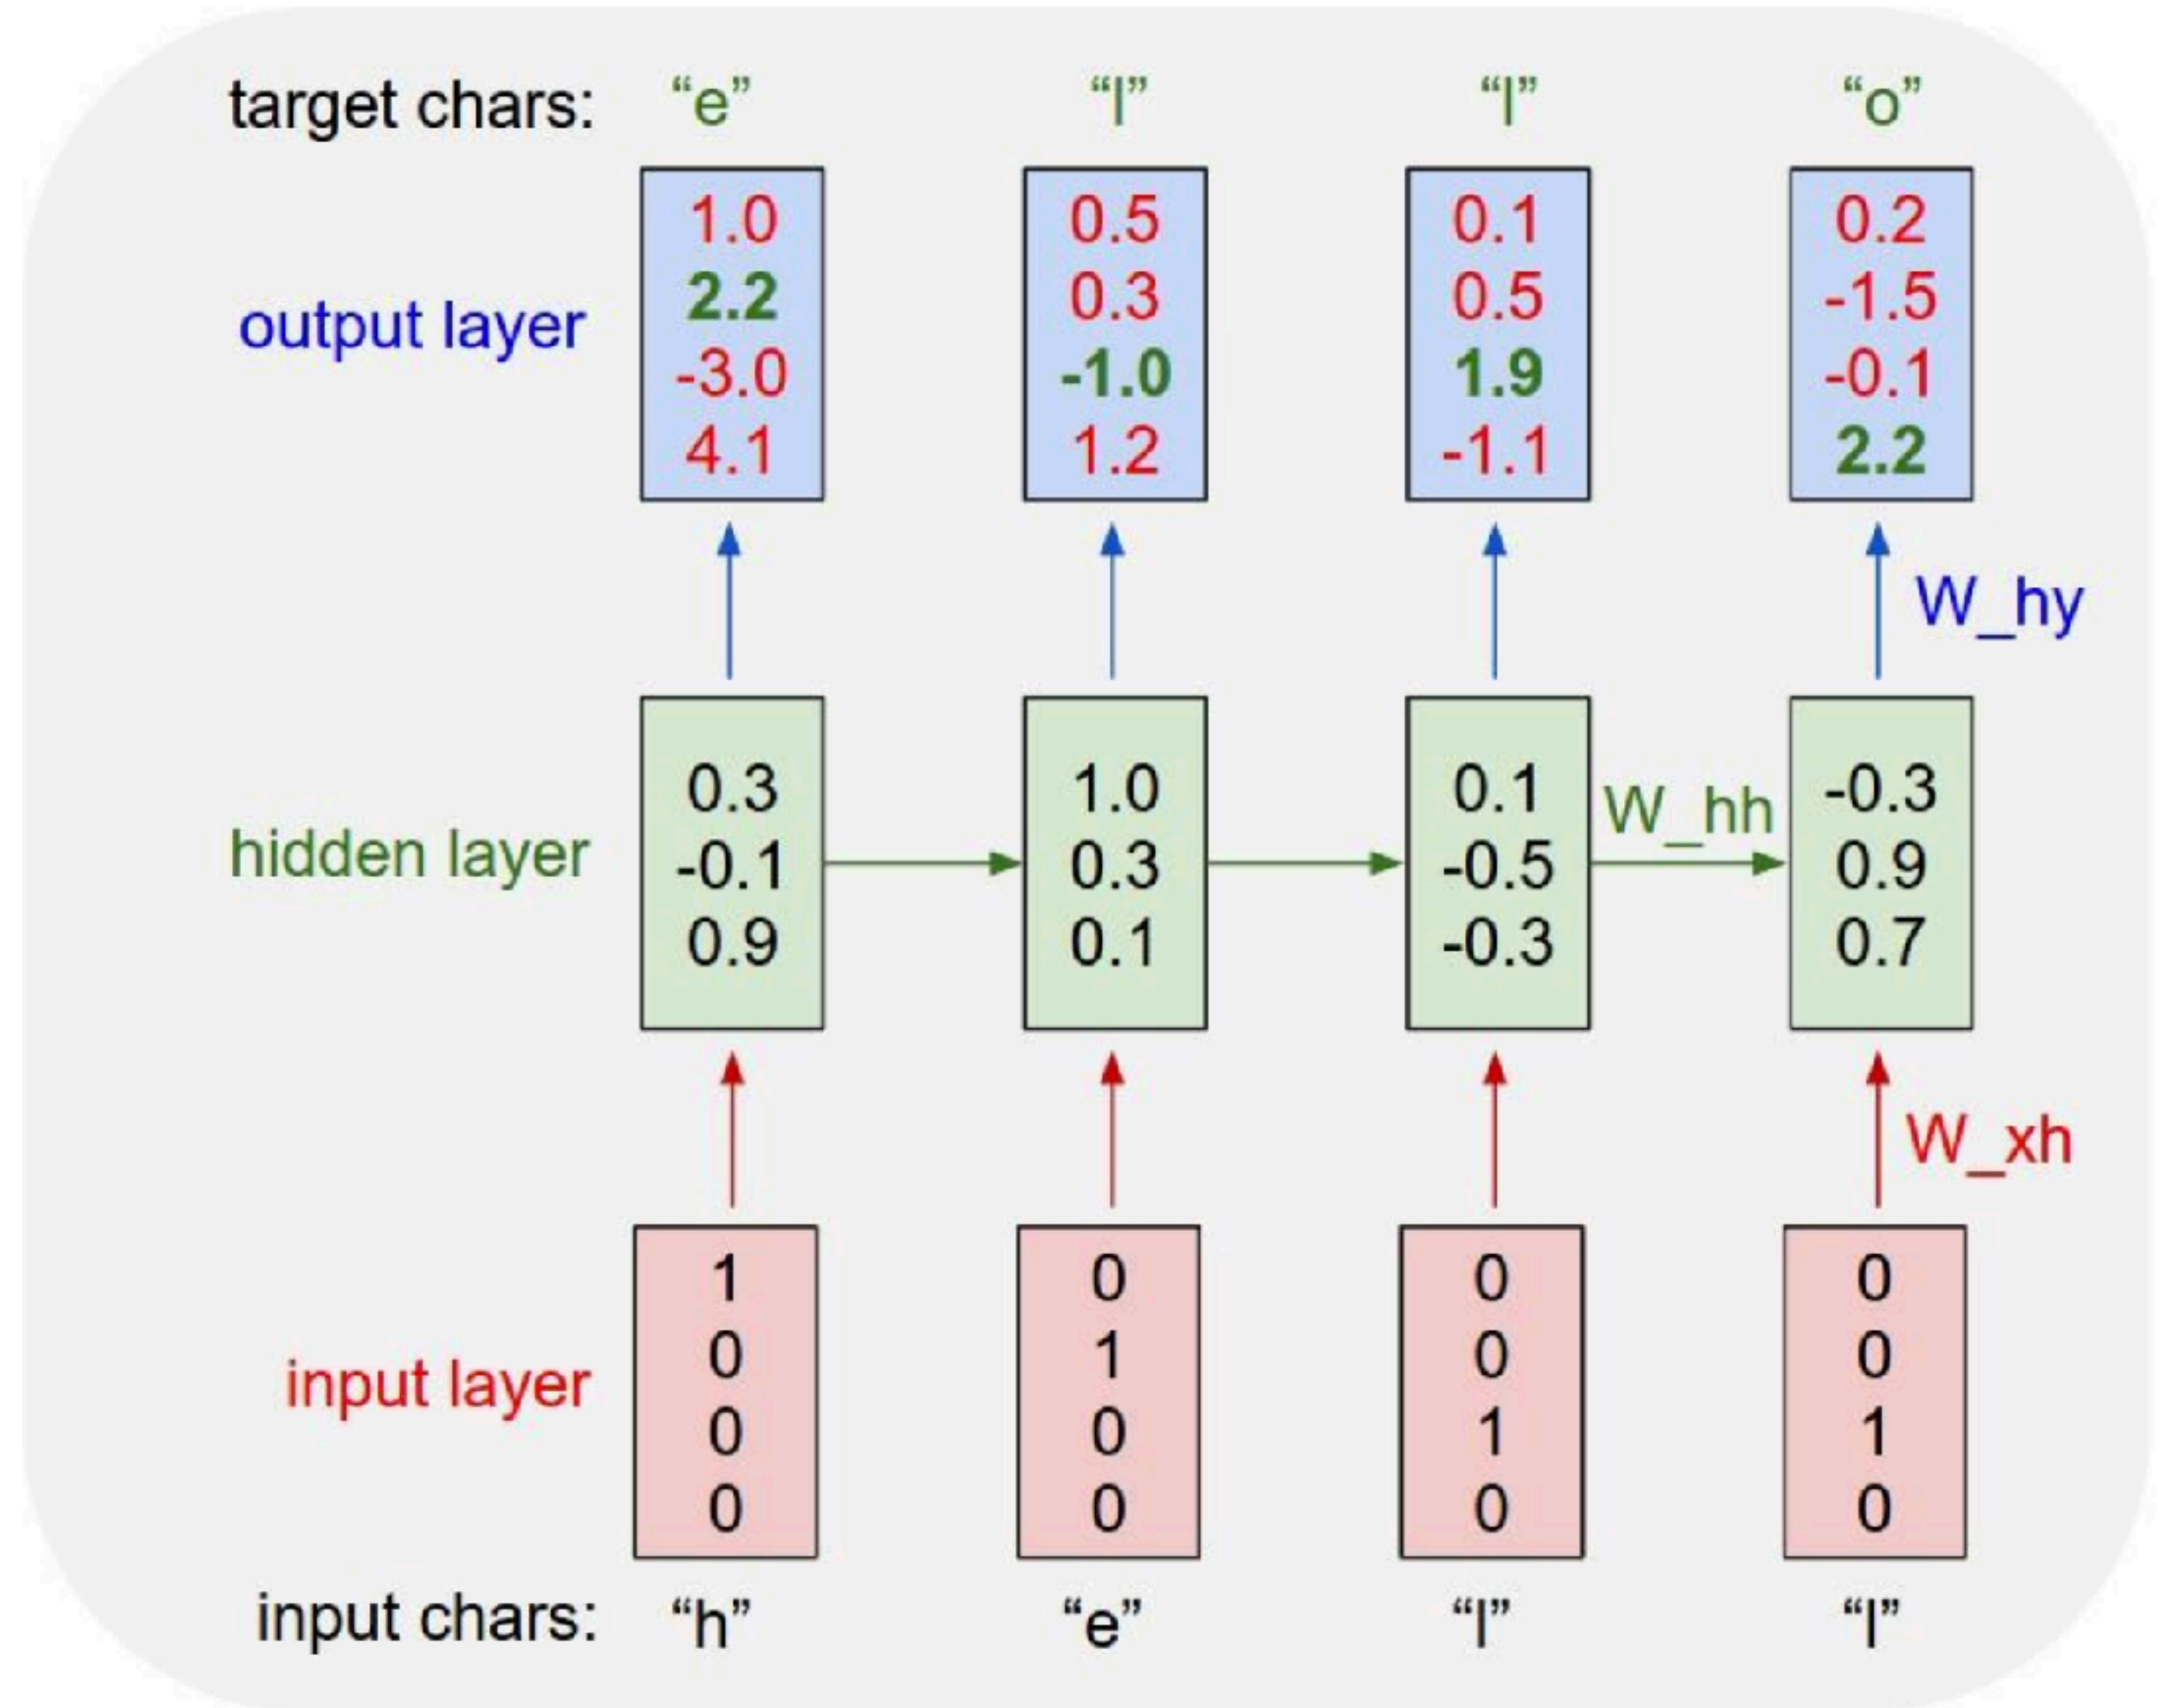 target chars: “e” “l” “l” “o”
1.0 0.5 0.1 0.2
2.2 0.3 0.5 -1.5
output layer
-3.0 -1.0 1.9 -0.1
4.1 1.2 -1.1 2.2
W_hy
0.3 1.0 0.1 W_hh -0.3
hidden layer -0.1 0.3 -0.5 0.9
0.9 0.1 -0.3 0.7
W_xh
1 0 0 0
0 1 0 0
input layer
0 0 1 1
0 0 0 0
input chars: “h” “e” “l” “l”